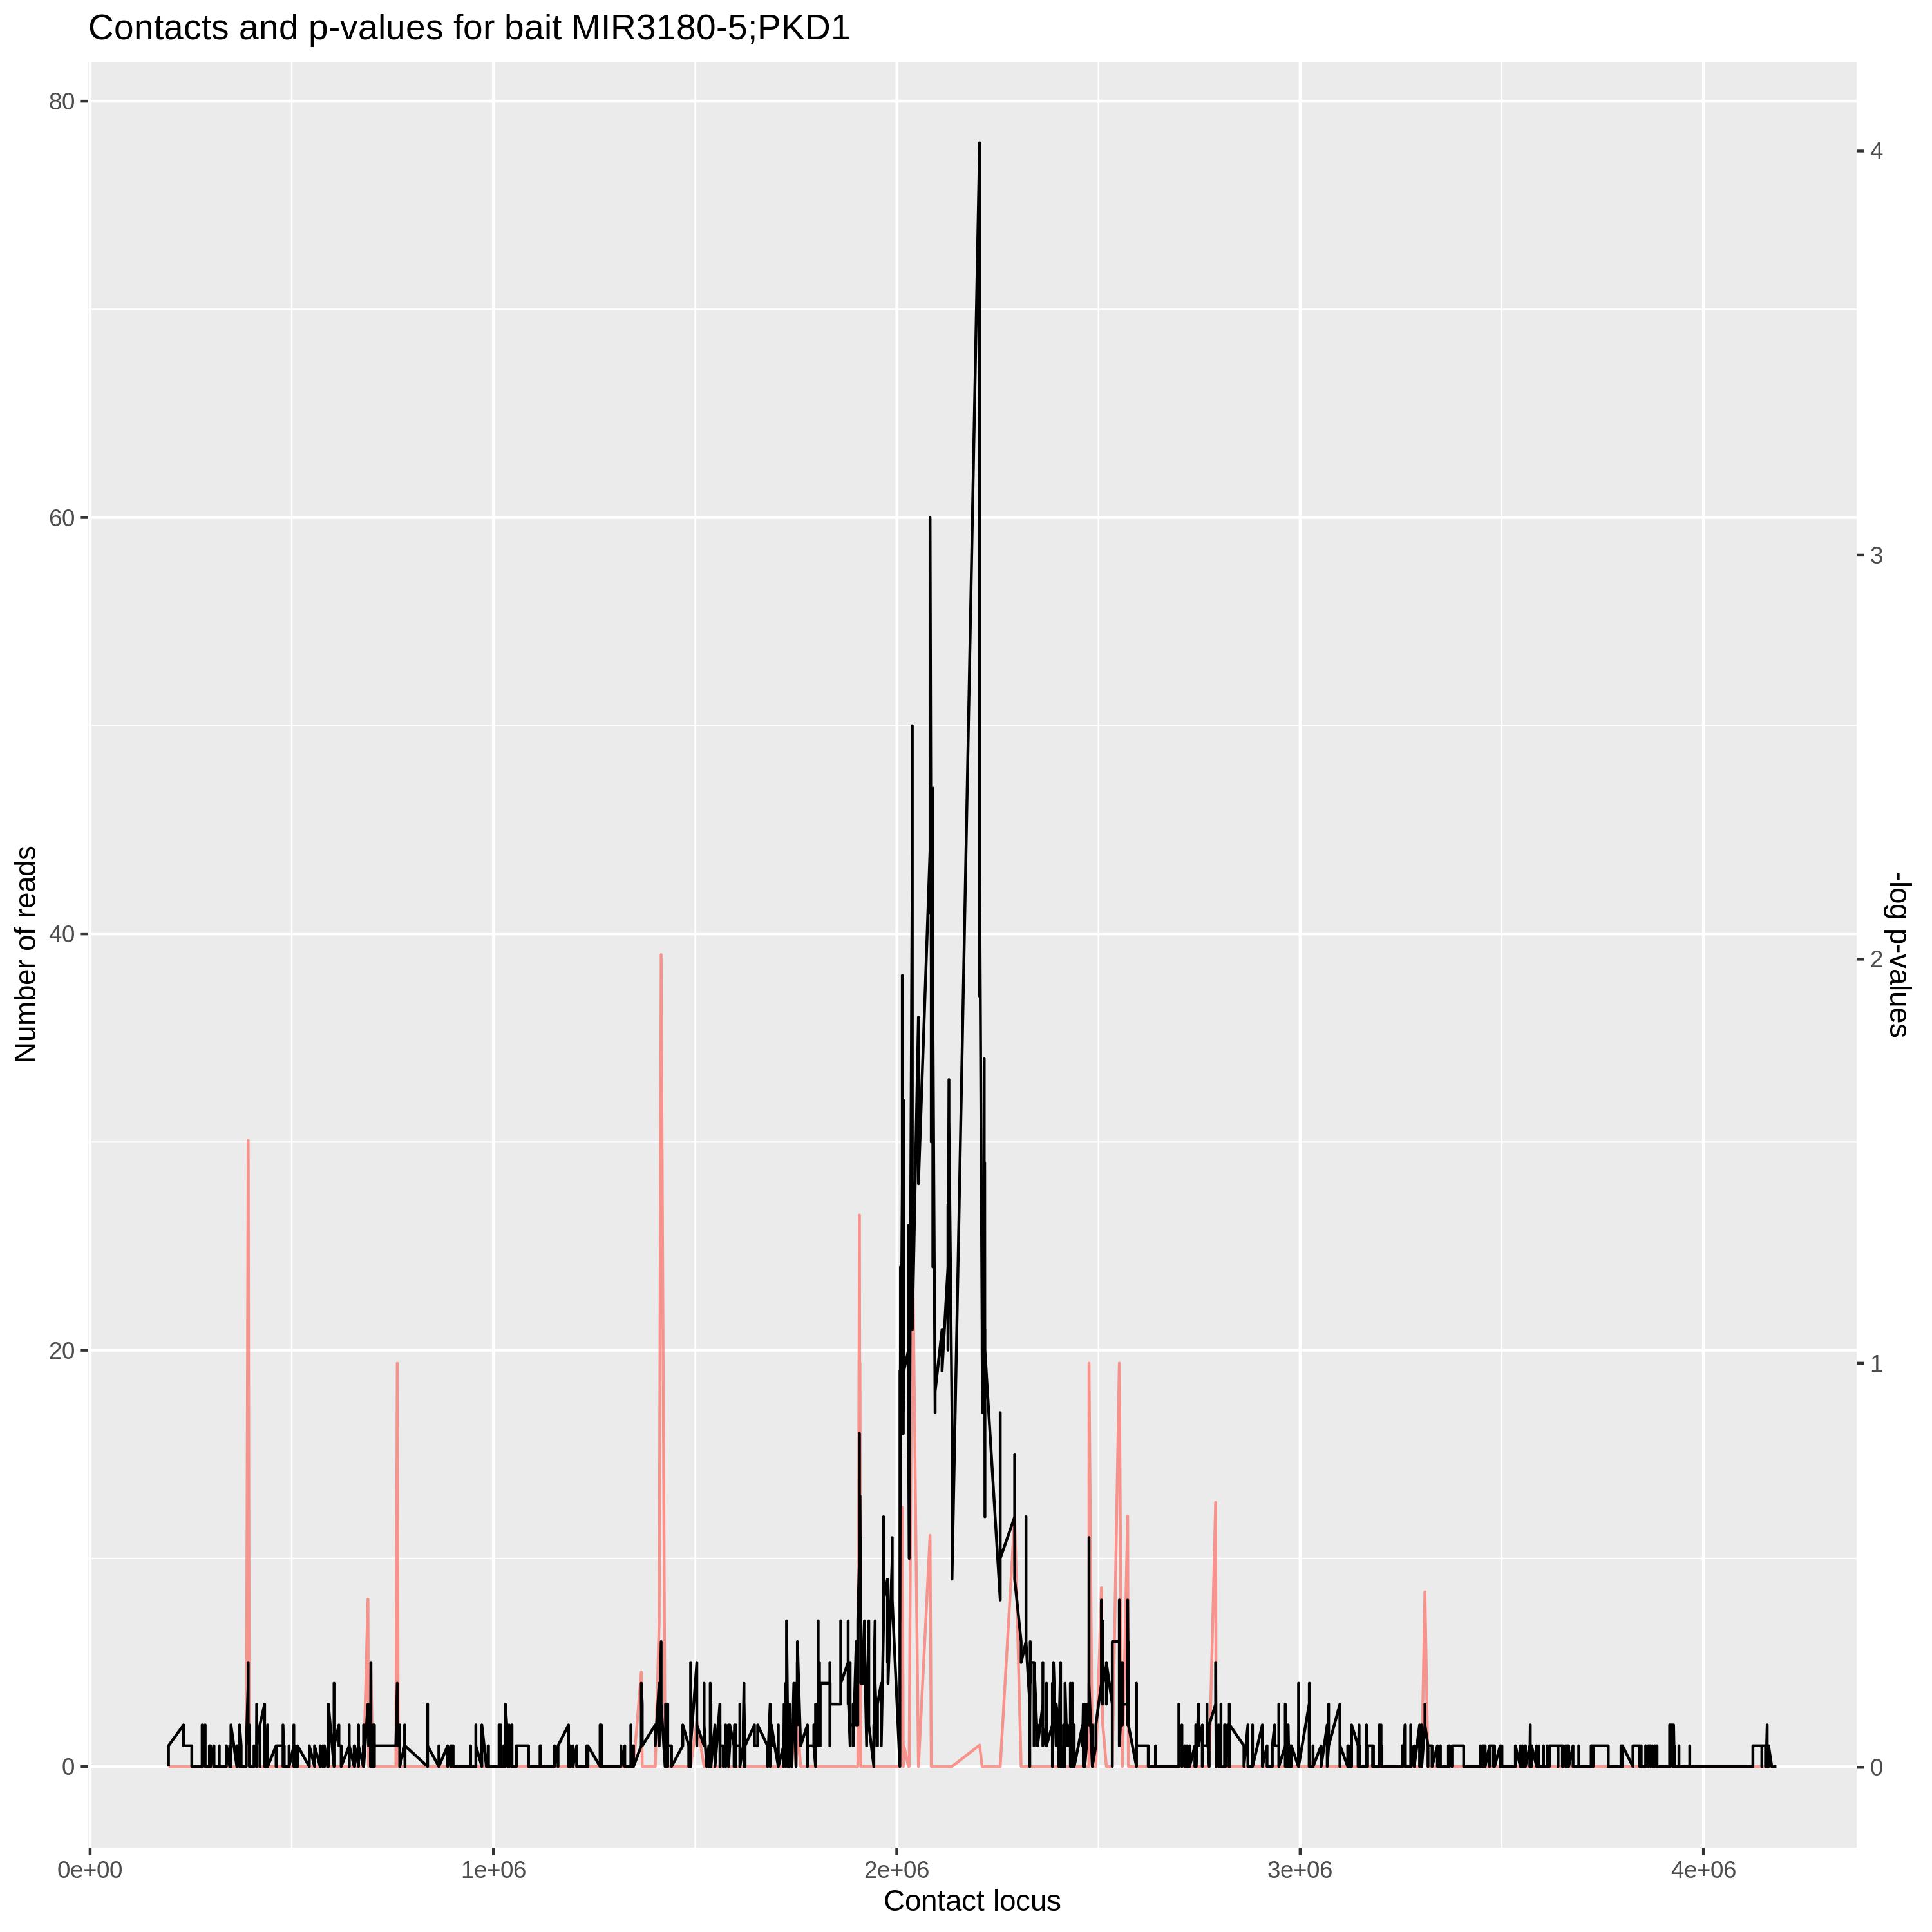 Contacts and p-values for bait MIR3180-5;PKD1
80
60
40
20
0
Number of reads
4
3
2
1
0
-log p-values
0e+00
1e+06
2e+06
3e+06
4e+06
Contact locus